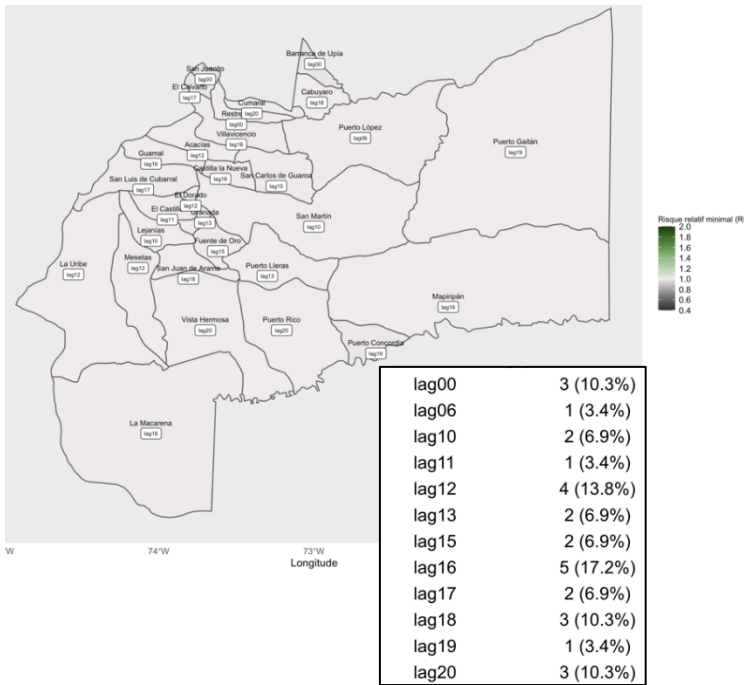 Barranca de Upía
lag00
San Juanito
lag00
El Calvario
lag17
Cabuyaro
lag18
Cumaral
lag20
Restre
lag00
Puerto López
lag06
Puerto Gaitán
lag19
Villavicencio
lag16
Acacías
lag12
Guamal
lag16
Castilla la Nueva
San Carlos de Guaroa
lag15
San Luis de Cubarral
lag17
El Dorado
lag12
El Castill
lag11
Granada
lag13
San Martín
lag10
Lejanías
lag10
Fuente de Oro
lag15
Mesetas
lag12
La Uribe
lag12
San Juan de Arama
lag18
Puerto Lleras
lag13
Mapiripán
lag16
Vista Hermosa
lag20
Puerto Rico
lag20
Puerto Concordia
lag16
La Macarena
lag18
Risque relatif minimal (R
2.0
1.8
1.6
1.4
1.2
1.0
0.8
0.6
0.4
W
74°W
73°W
Longitude
lag00 3 (10.3%)
lag06 1 (3.4%)
lag10 2 (6.9%)
lag11 1 (3.4%)
lag12 4 (13.8%)
lag13 2 (6.9%)
lag15 2 (6.9%)
lag16 5 (17.2%)
lag17 2 (6.9%)
lag18 3 (10.3%)
lag19 1 (3.4%)
lag20 3 (10.3%)